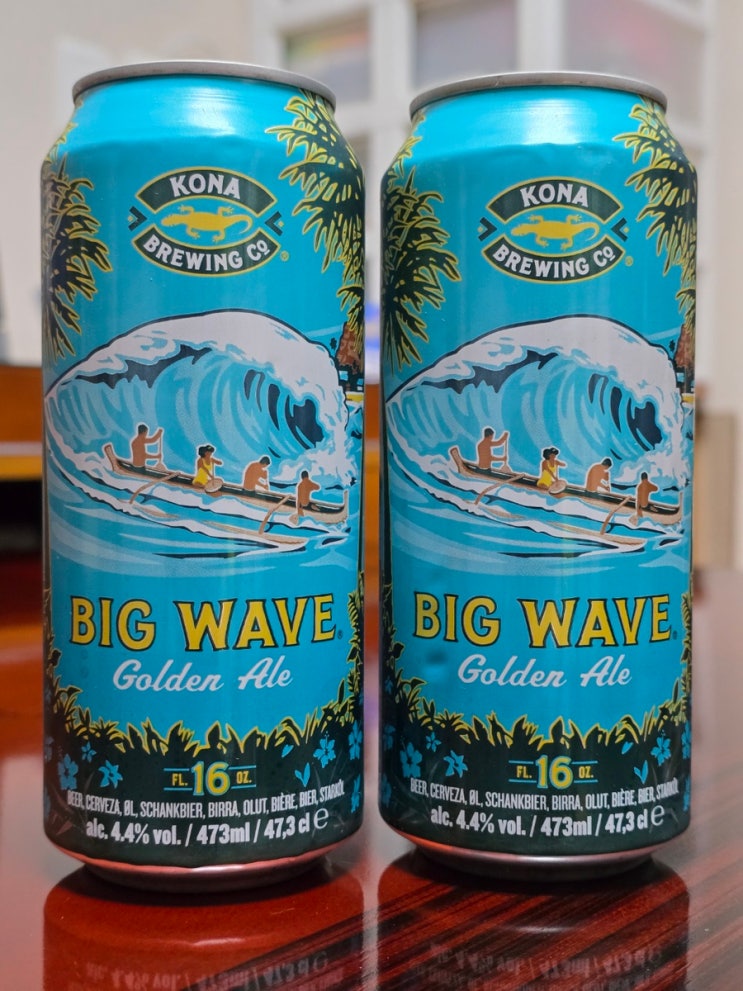 KONA
BREWING Co
®
BIG WAVE®
Golden Ale
FL. 16 OZ.
BEER, CERVEZA, ØL, SCHANKBIER, BIRRA, OLUT, BIÈRE, BIER, STARKÖL
alc. 4.4% vol. / 473ml / 47,3 cl e
KONA
BREWING Co
®
BIG WAVE®
Golden Ale
FL. 16 OZ.
BEER, CERVEZA, ØL, SCHANKBIER, BIRRA, OLUT, BIÈRE, BIER, STARKÖL
alc. 4.4% vol. / 473ml / 47,3 cl e